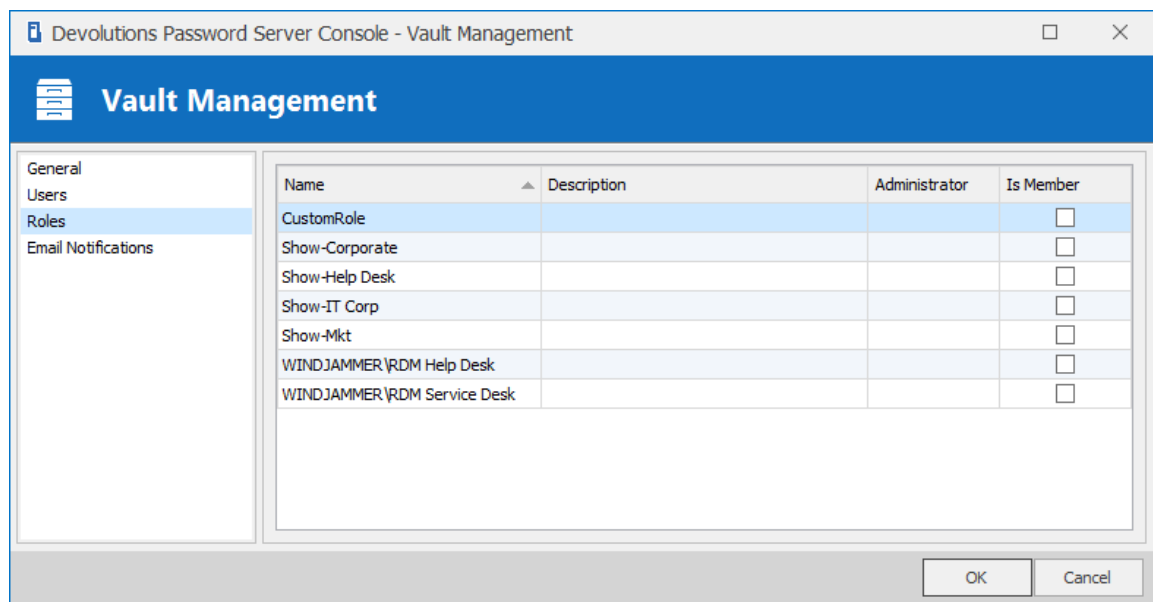 Devolutions Password Server Console - Vault Management
Vault Management
General
Users
Roles
Email Notifications
Name Description Administrator Is Member
CustomRole
Show-Corporate
Show-Help Desk
Show-IT Corp
Show-Mkt
WINDJAMMER\RDM Help Desk
WINDJAMMER\RDM Service Desk
OK Cancel